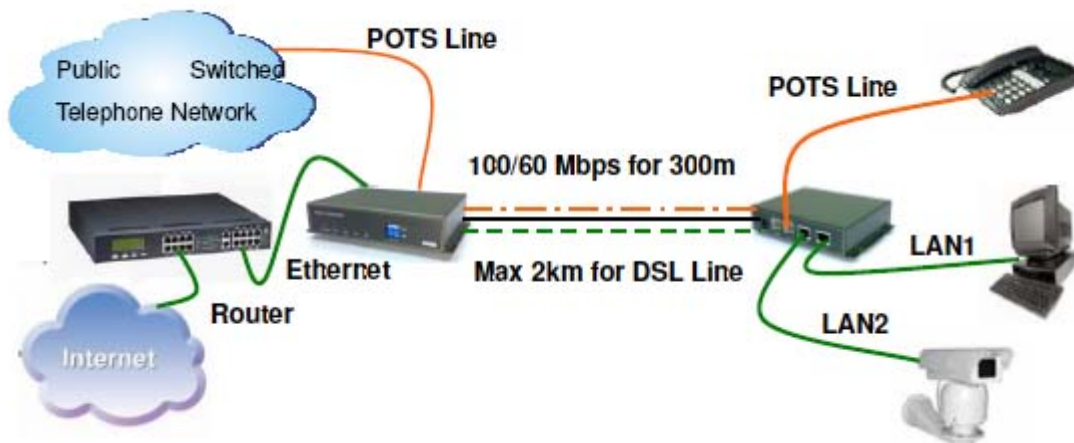 POTS Line
Public Switched
Telephone Network
POTS Line
100/60 Mbps for 300m
Ethernet
Max 2km for DSL Line
LAN1
Router
LAN2
Internet